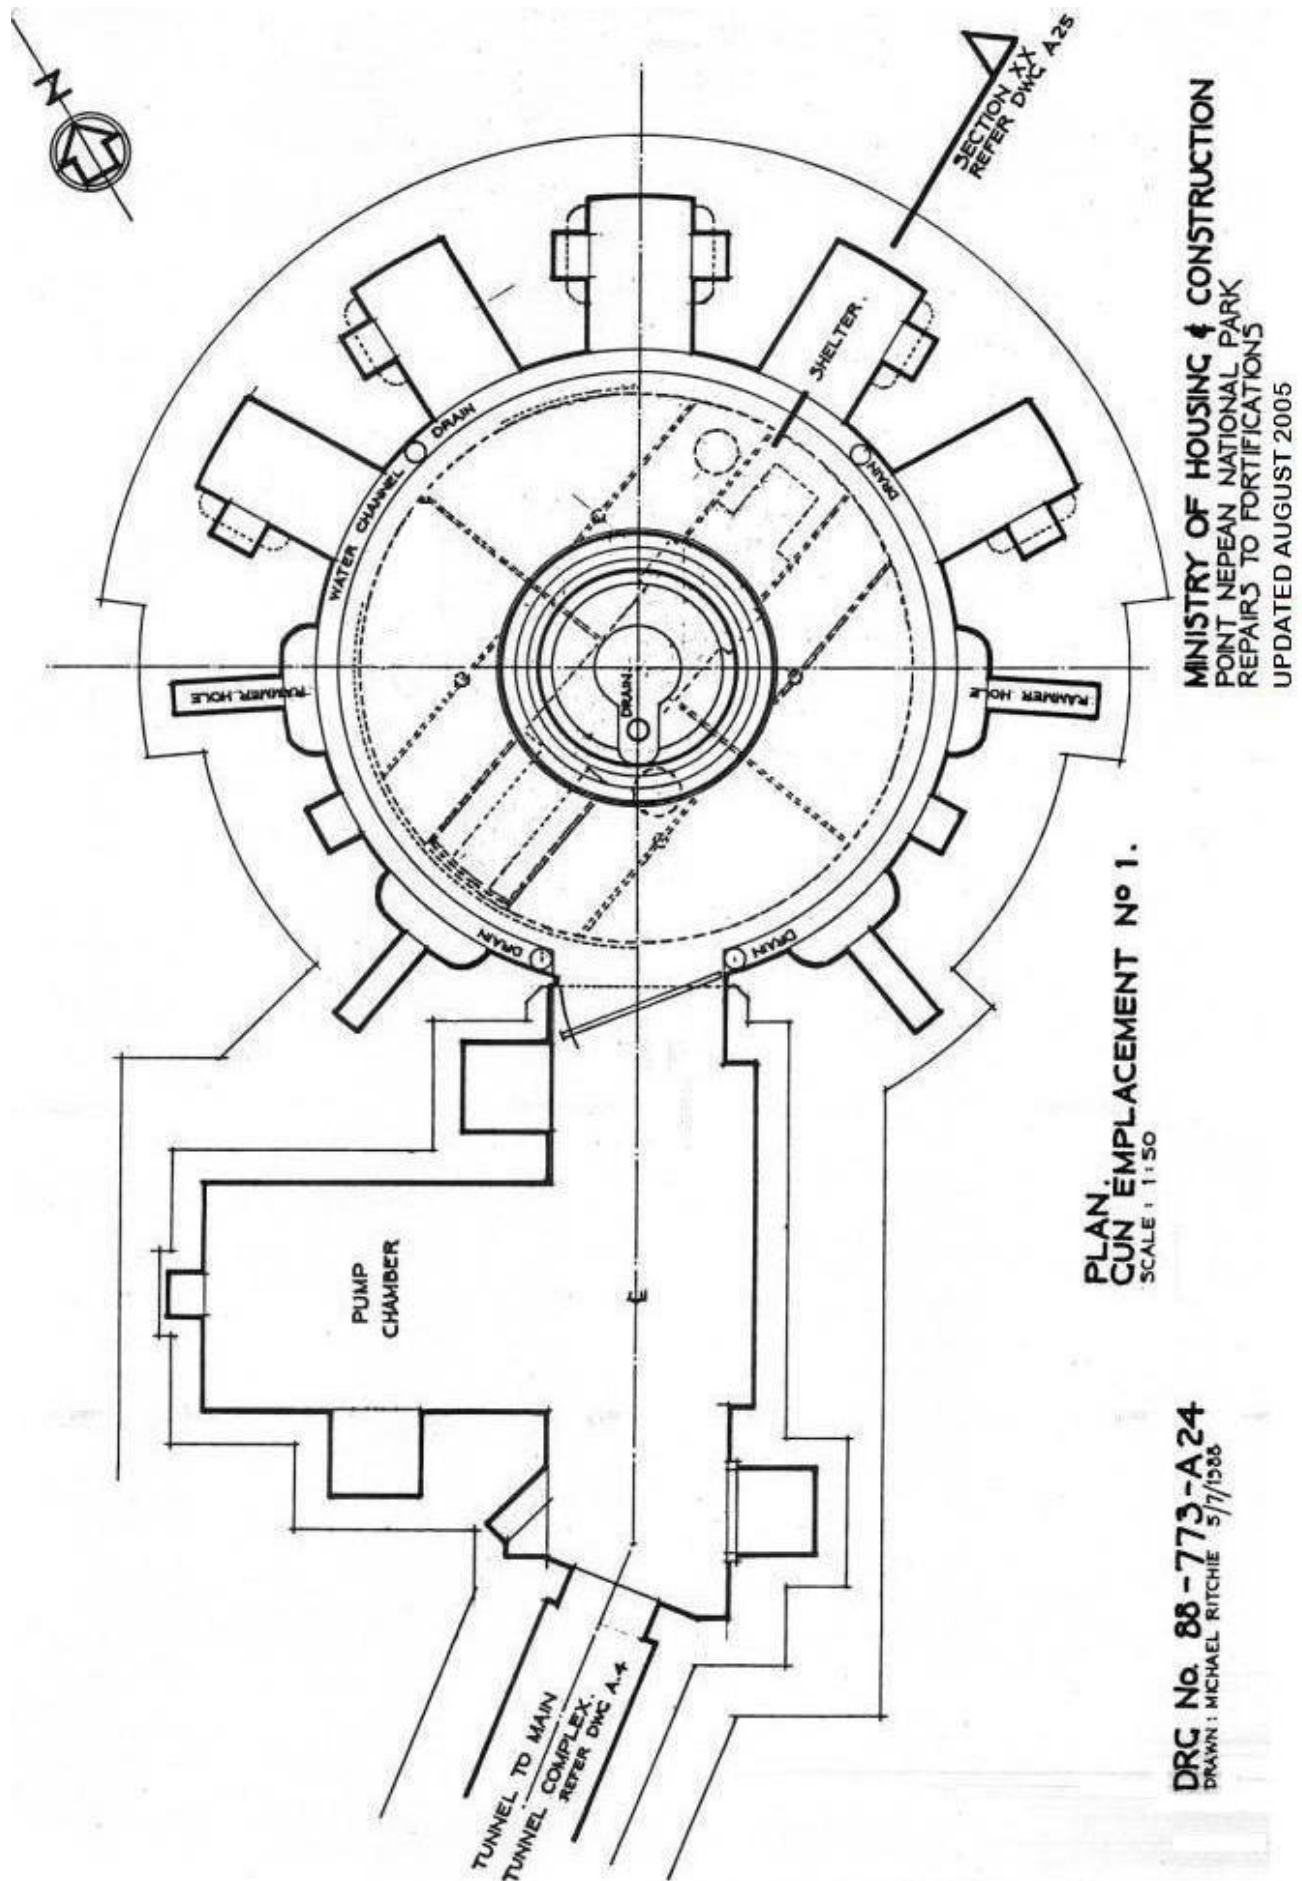 N
SECTION XX
REFER DWG A25
SHELTER.
DRAIN
WATER CHANNEL
DRAIN
RAMMER HOLE
RAMMER HOLE
DRAIN
DRAIN
DRAIN
PUMP
CHAMBER
TUNNEL TO MAIN
TUNNEL COMPLEX.
REFER DWG A.4
MINISTRY OF HOUSING & CONSTRUCTION
POINT NEPEAN NATIONAL PARK
REPAIRS TO FORTIFICATIONS
UPDATED AUGUST 2005
PLAN.
GUN EMPLACEMENT Nº 1.
SCALE : 1:50
DRG No. 88-773-A24
DRAWN : MICHAEL RITCHIE 5/7/1988